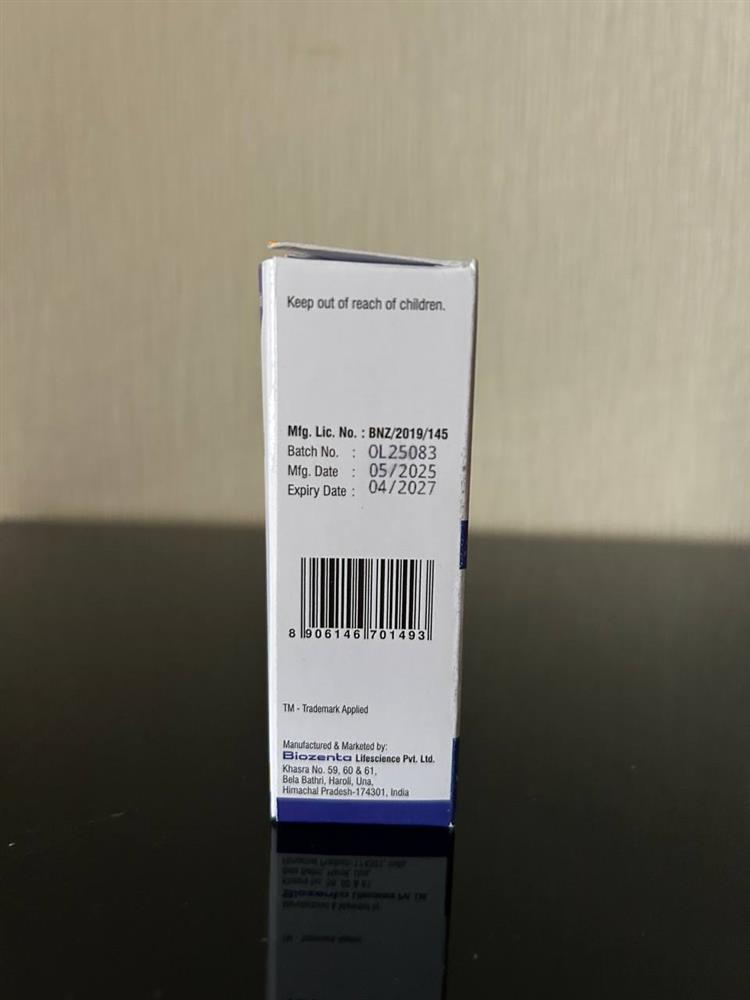 Keep out of reach of children.
Mfg. Lic. No. : BNZ/2019/145
Batch No. : OL25083
Mfg. Date : 05/2025
Expiry Date : 04/2027
8 906146 701493
TM - Trademark Applied
Manufactured & Marketed by:
Biozenta Lifescience Pvt. Ltd.
Khasra No. 59, 60 & 61,
Bela Bathri, Haroli, Una,
Himachal Pradesh-174301, India